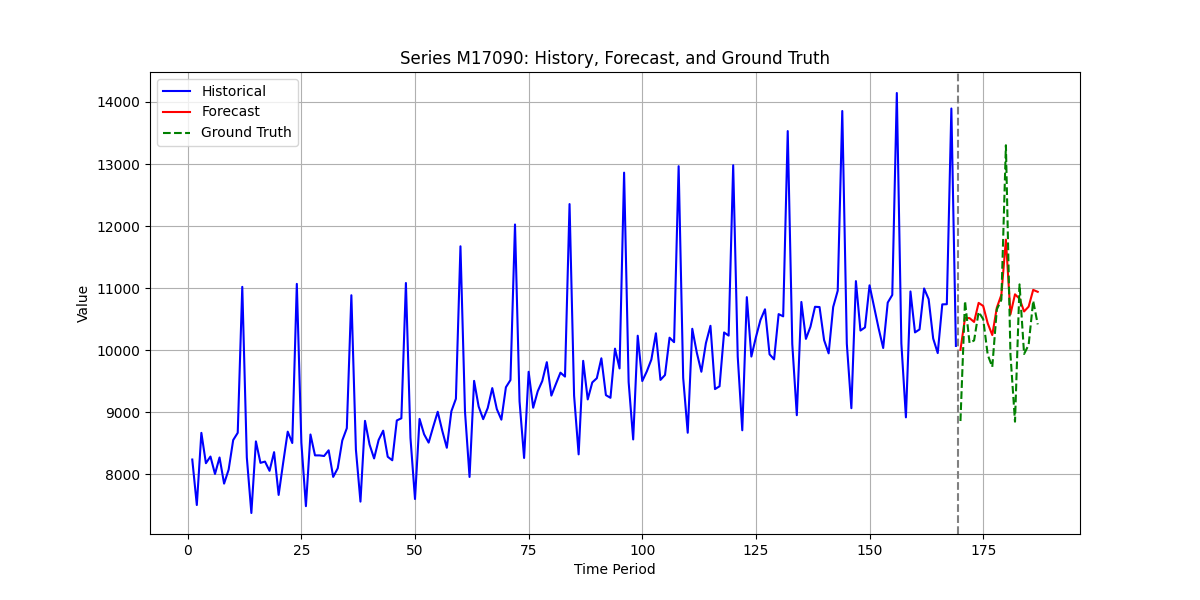 Series M17090: History, Forecast, and Ground Truth
Historical
Forecast
Ground Truth
14000
13000
12000
11000
10000
9000
8000
Value
0 25 50 75 100 125 150 175
Time Period